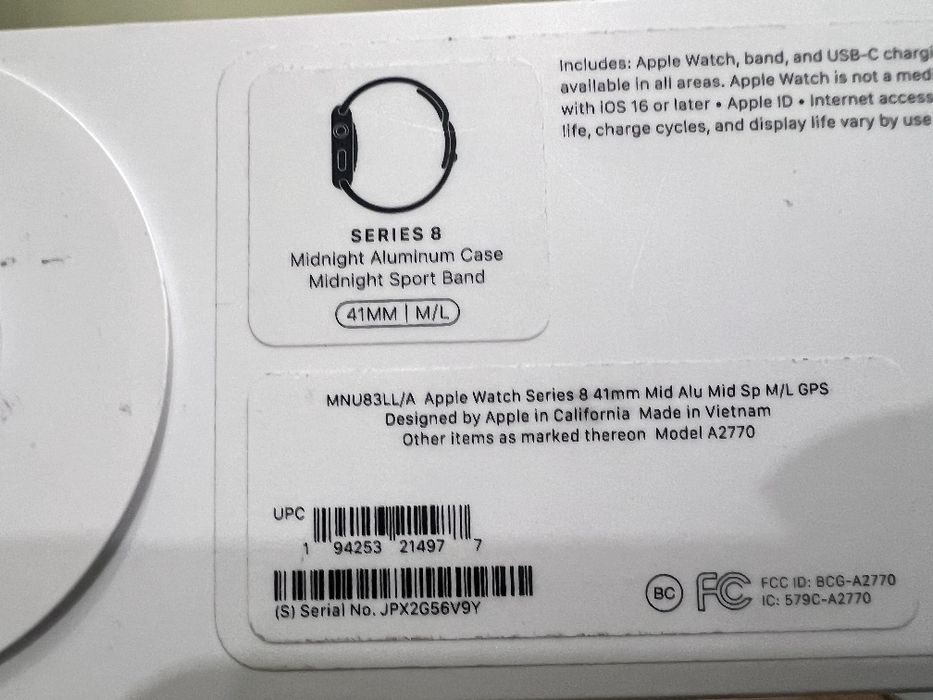 Includes: Apple Watch, band, and USB-C
available in all areas. Apple Watch is not a
with iOS 16 or later • Apple ID • Internet access
life, charge cycles, and display life vary by use
SERIES 8
Midnight Aluminum Case
Midnight Sport Band
41MM | M/L
MNU83LL/A Apple Watch Series 8 41mm Mid Alu Mid Sp M/L GPS
Designed by Apple in California Made in Vietnam
Other items as marked thereon Model A2770
UPC
1 94253 21497 7
(S) Serial No. JPX2G56V9Y
BC FC FCC ID: BCG-A2770
IC: 579C-A2770